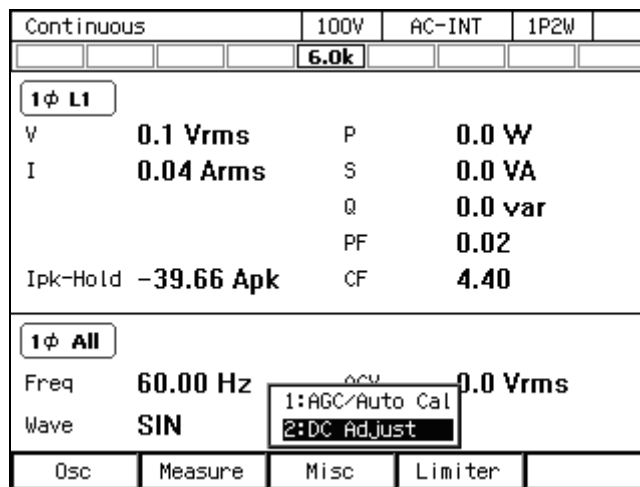 Continuous 100V AC-INT 1P2W
6.0k
1ϕ L1
V 0.1 Vrms P 0.0 W
I 0.04 Arms S 0.0 VA
Q 0.0 var
PF 0.02
Ipk-Hold -39.66 Apk CF 4.40
1ϕ All
Freq 60.00 Hz ACV 0.0 Vrms
1:AGC/Auto Cal
Wave SIN 2:DC Adjust
Osc Measure Misc Limiter